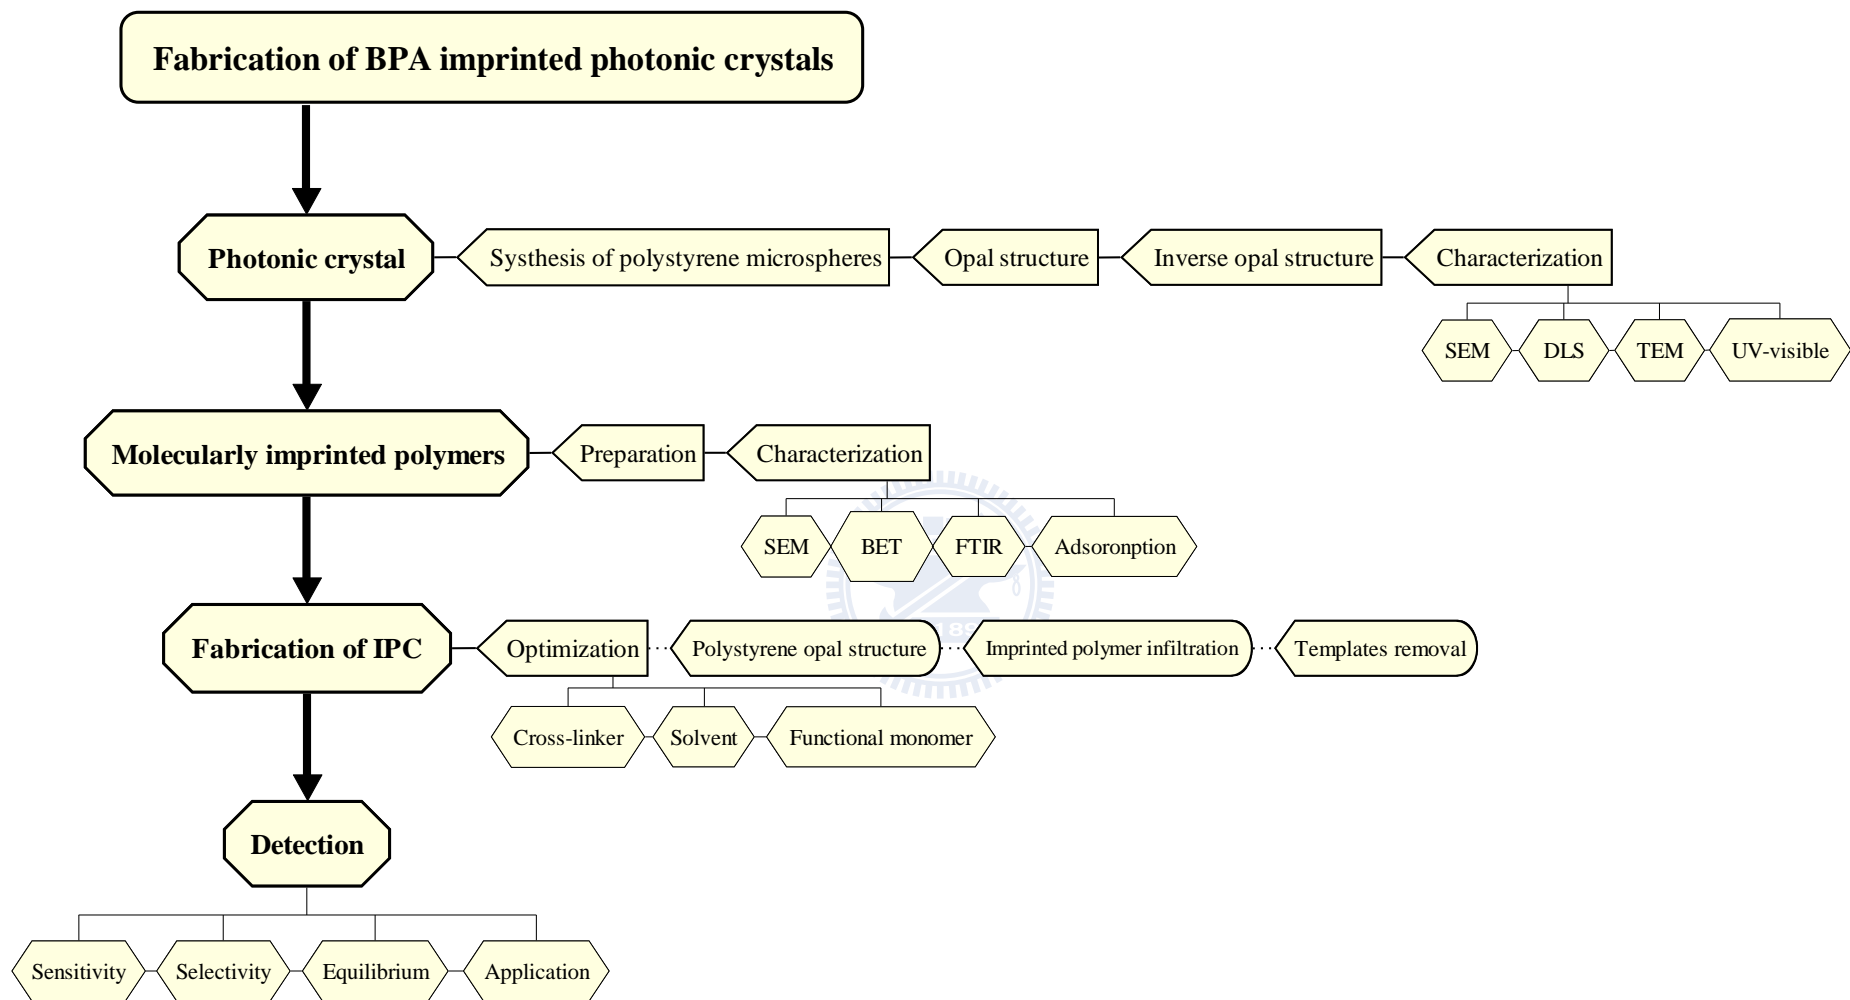 Fabrication of BPA imprinted photonic crystals
Photonic crystal
Systhesis of polystyrene microspheres
Opal structure
Inverse opal structure
Characterization
SEM
DLS
TEM
UV-visible
Molecularly imprinted polymers
Preparation
Characterization
SEM
BET
FTIR
Adsoronption
Fabrication of IPC
Optimization
Polystyrene opal structure
Imprinted polymer infiltration
Templates removal
Cross-linker
Solvent
Functional monomer
Detection
Sensitivity
Selectivity
Equilibrium
Application